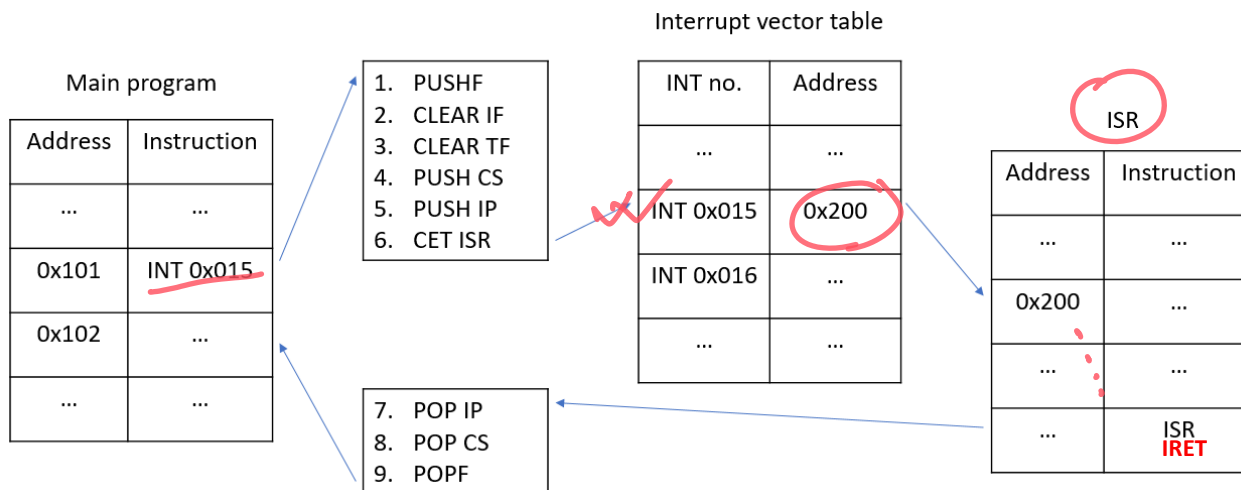 Main program
Address Instruction
... ...
0x101 INT 0x015
0x102 ...
... ...
1. PUSHF
2. CLEAR IF
3. CLEAR TF
4. PUSH CS
5. PUSH IP
6. CET ISR
7. POP IP
8. POP CS
9. POPF
Interrupt vector table
INT no. Address
... ...
INT 0x015 0x200
INT 0x016 ...
... ...
ISR
Address Instruction
... ...
0x200 ...
... ...
... ISR
IRET